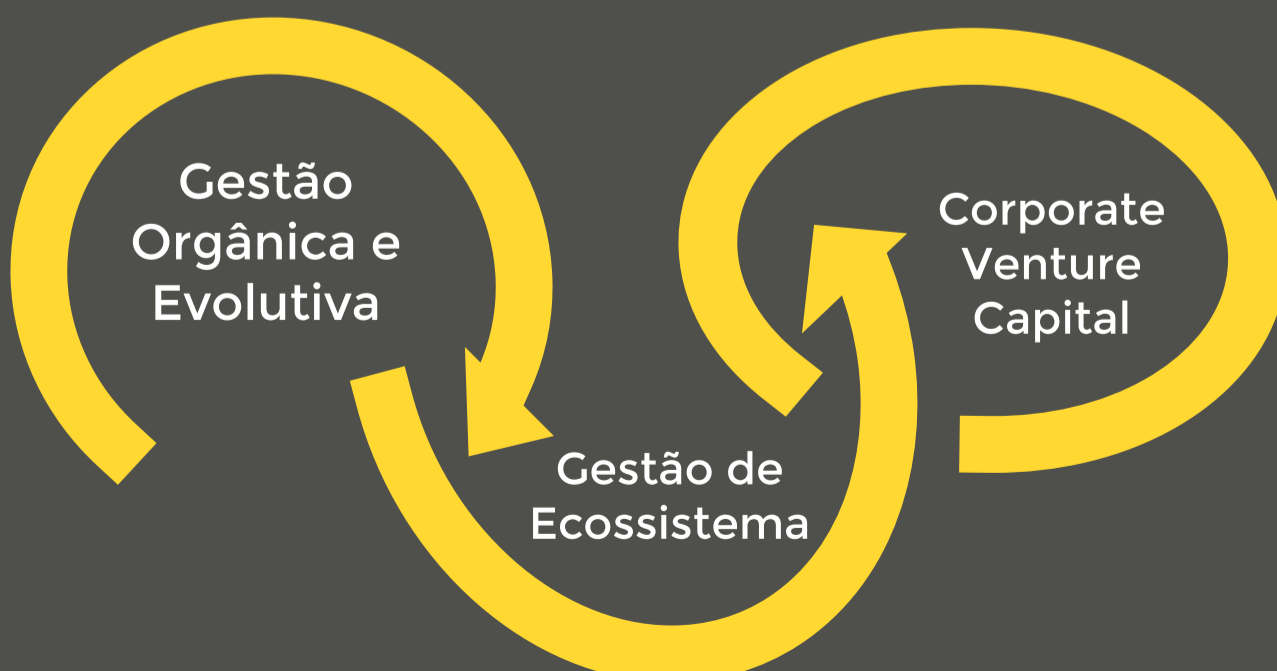 Gestão
Orgânica e
Evolutiva
Gestão de
Ecossistema
Corporate
Venture
Capital